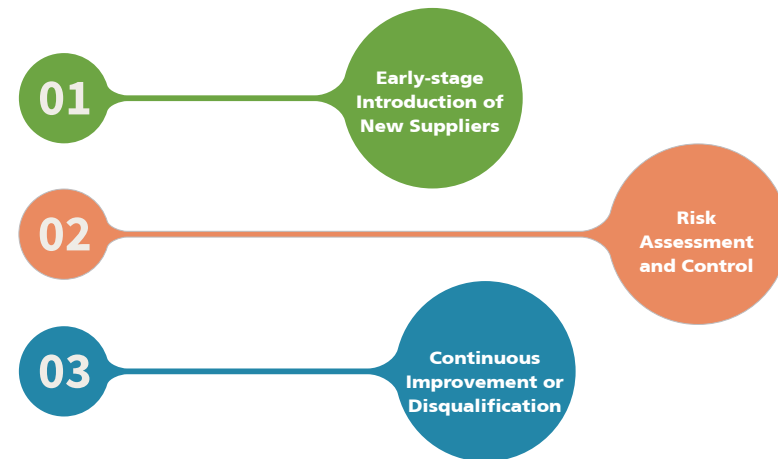 01
Early-stage
Introduction of
New Suppliers
02
Risk
Assessment
and Control
03
Continuous
Improvement or
Disqualification